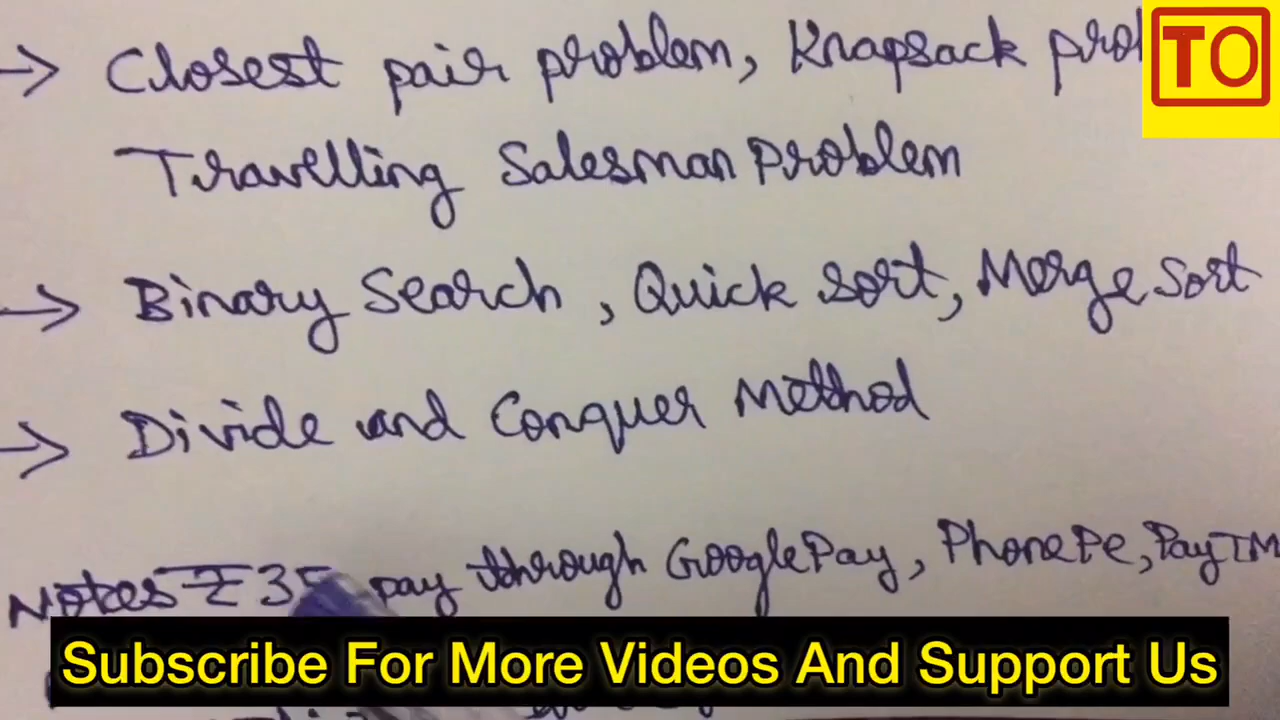 → Closest pair problem, Knapsack pro
TO
Travelling Salesman Problem
→ Binary Search, Quick sort, Merge Sort
→ Divide and Conquer Method
Notes ₹35 pay through GooglePay, PhonePe, PayTM
Subscribe For More Videos And Support Us